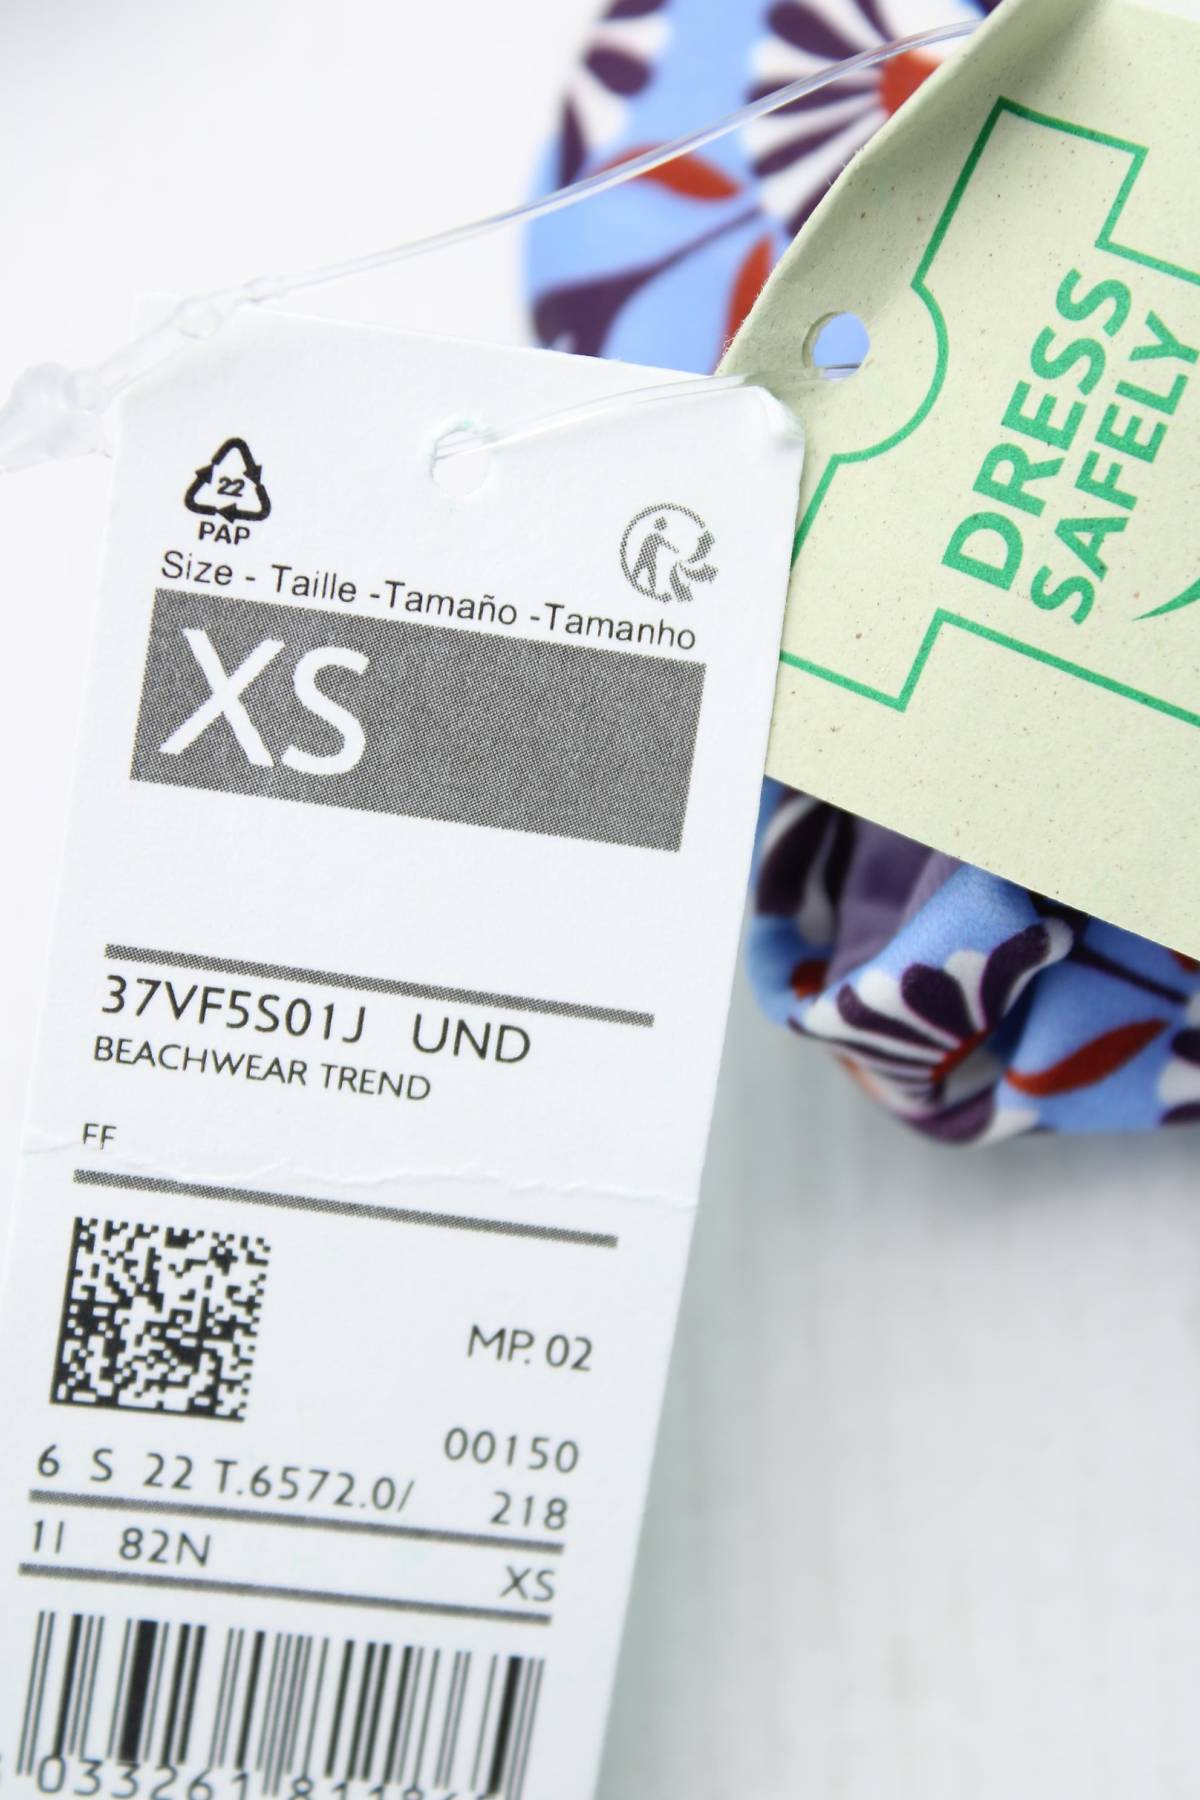 22
PAP
Size - Taille -Tamaño -Tamanho
XS
37VF5S01J UND
BEACHWEAR TREND
FF
MP. 02
00150
6 S 22 T.6572.0/ 218
1I 82N XS
DRESS
SAFELY